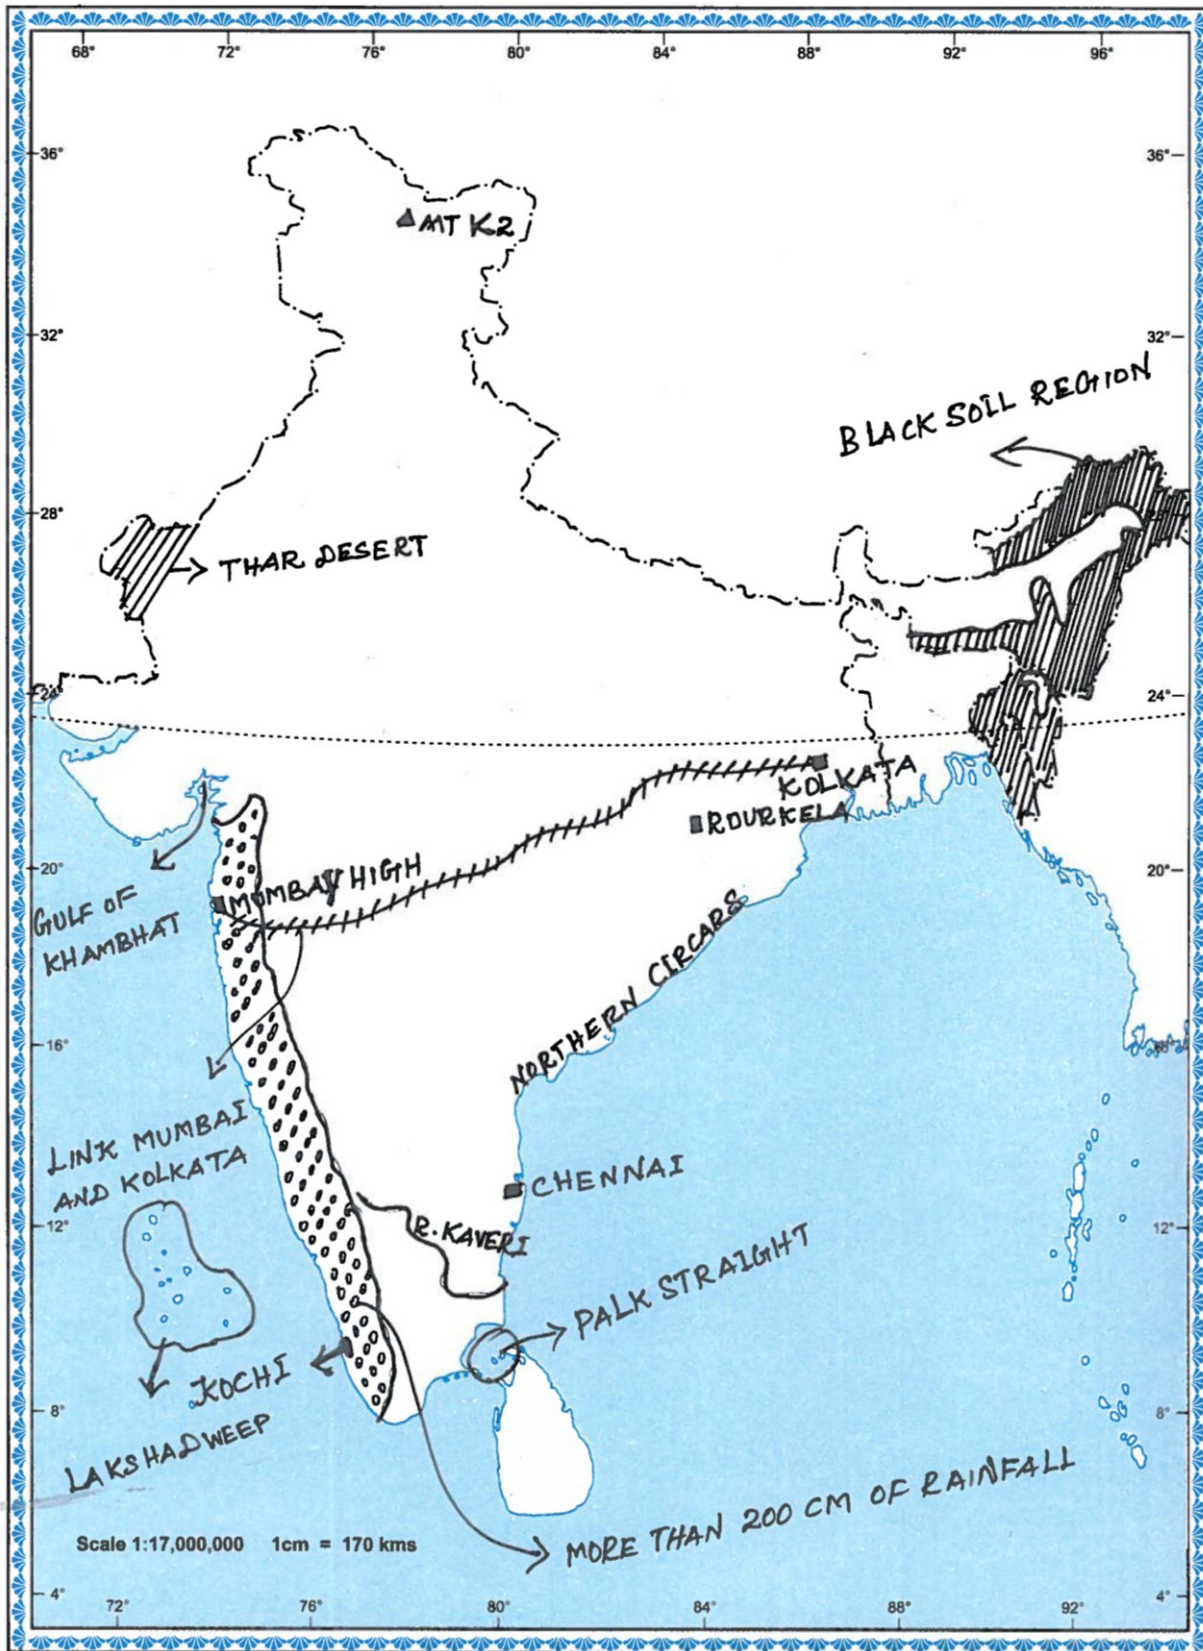 68° 72° 76° 80° 84° 88° 92° 96°
36° 36°
MT K2
32° 32°
BLACK SOIL REGION
28°
THAR DESERT
24° 24°
KOLKATA
ROURKELA
20° 20°
MUMBAY HIGH
GULF OF
KHAMBHAT
NORTHERN CIRCARS
16°
LINK MUMBAI
AND KOLKATA
CHENNAI
12° 12°
R. KAVERI
PALK STRAIGHT
KOCHI
8° 8°
LAKSHADWEEP
MORE THAN 200 CM OF RAINFALL
Scale 1:17,000,000 1cm = 170 kms
4° 4°
72° 76° 80° 84° 88° 92°